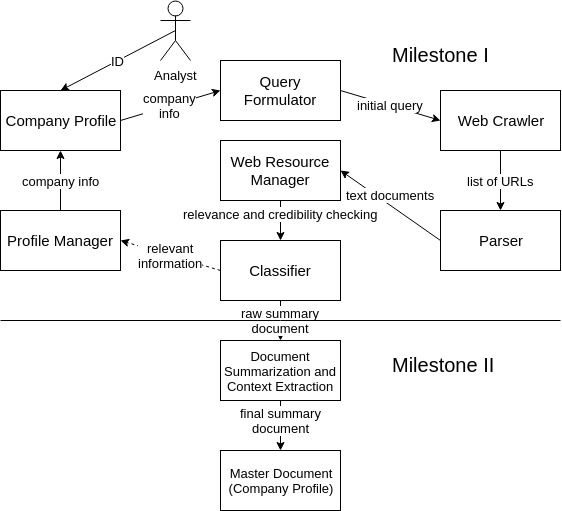 Milestone I
ID
Analyst
Query
Formulator
company
info
initial query
Company Profile
Web Crawler
Web Resource
Manager
company info
list of URLs
text documents
relevance and credibility checking
Profile Manager
Parser
relevant
information
Classifier
raw summary
document
Milestone II
Document
Summarization and
Context Extraction
final summary
document
Master Document
(Company Profile)